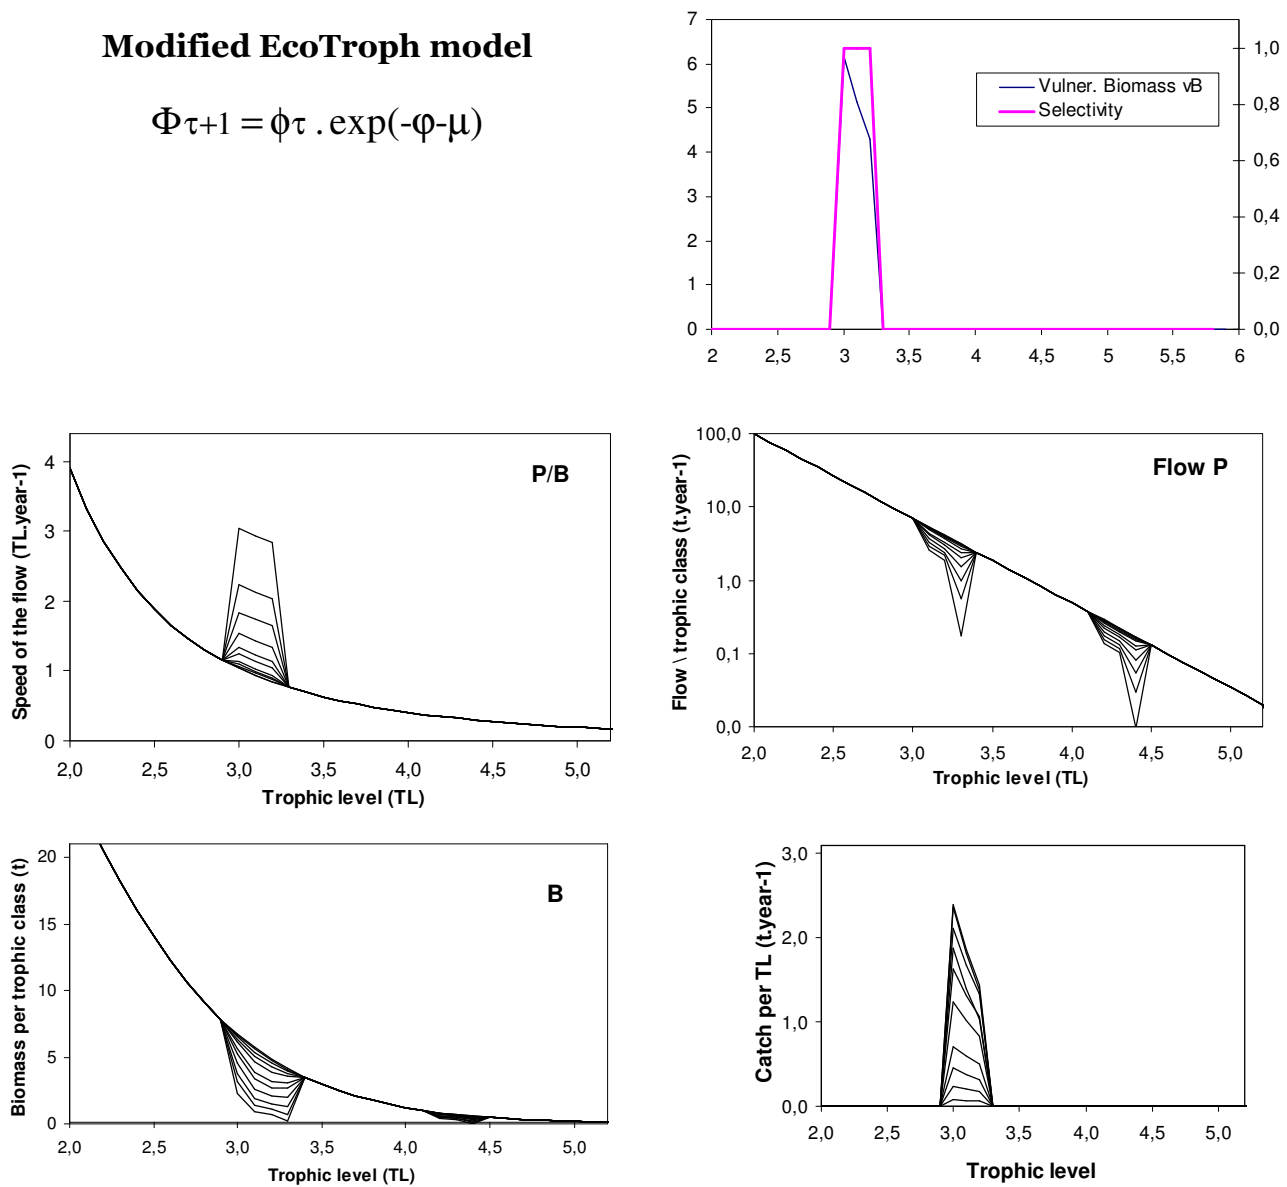 Modified EcoTroph model
Φτ+1 = ϕτ . exp(-φ-μ)
7
6
5
4
3
2
1
0
1,0
0,8
0,6
0,4
0,2
0,0
Vulner. Biomass vB
Selectivity
2 2,5 3 3,5 4 4,5 5 5,5 6
Speed of the flow (TL.year-1)
4
3
2
1
0
P/B
2,0 2,5 3,0 3,5 4,0 4,5 5,0
Trophic level (TL)
Flow \ trophic class (t.year-1)
100,0
10,0
1,0
0,1
0,0
Flow P
2,0 2,5 3,0 3,5 4,0 4,5 5,0
Trophic level (TL)
Biomass per trophic class (t)
20
15
10
5
0
B
2,0 2,5 3,0 3,5 4,0 4,5 5,0
Trophic level (TL)
Catch per TL (t.year-1)
3,0
2,0
1,0
0,0
2,0 2,5 3,0 3,5 4,0 4,5 5,0
Trophic level